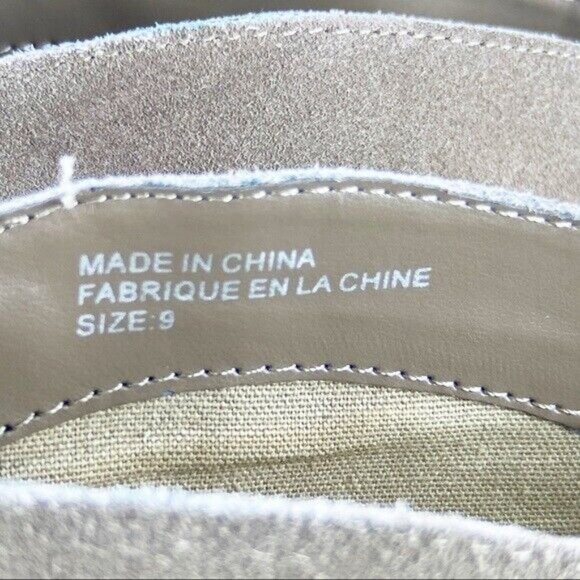 MADE IN CHINA
FABRIQUE EN LA CHINE
SIZE:9